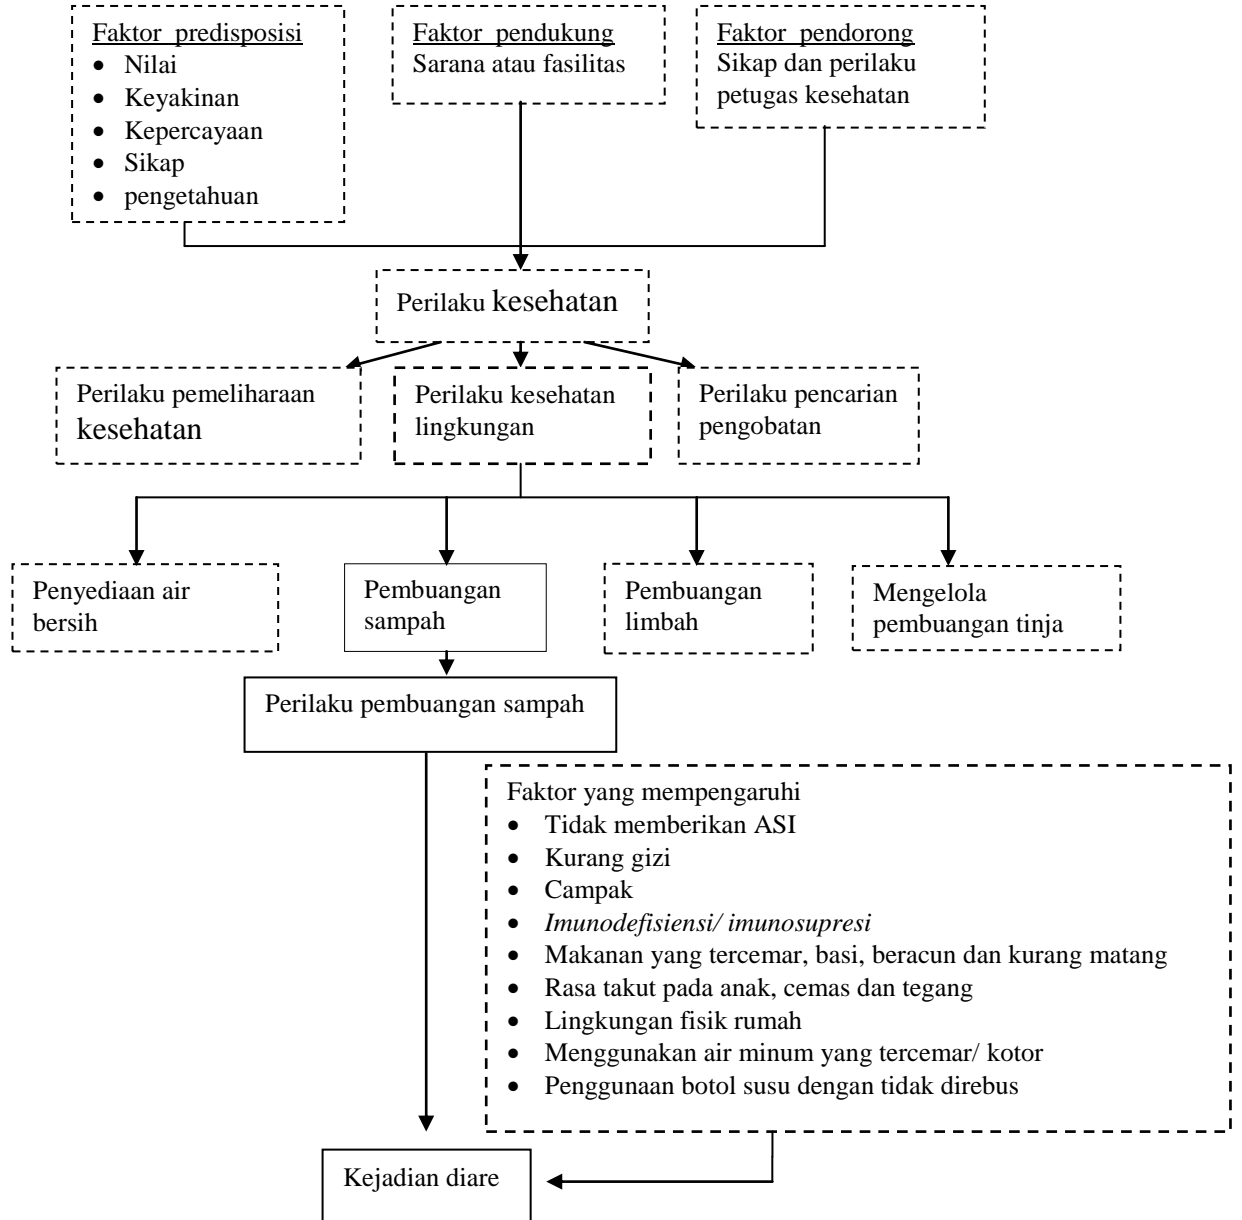 Faktor predisposisi
• Nilai
• Keyakinan
• Kepercayaan
• Sikap
• pengetahuan
Faktor pendukung
Sarana atau fasilitas
Faktor pendorong
Sikap dan perilaku
petugas kesehatan
Perilaku kesehatan
Perilaku pemeliharaan
kesehatan
Perilaku kesehatan
lingkungan
Perilaku pencarian
pengobatan
Penyediaan air
bersih
Pembuangan
sampah
Pembuangan
limbah
Mengelola
pembuangan tinja
Perilaku pembuangan sampah
Faktor yang mempengaruhi
• Tidak memberikan ASI
• Kurang gizi
• Campak
• Imunodefisiensi/ imunosupresi
• Makanan yang tercemar, basi, beracun dan kurang matang
• Rasa takut pada anak, cemas dan tegang
• Lingkungan fisik rumah
• Menggunakan air minum yang tercemar/ kotor
• Penggunaan botol susu dengan tidak direbus
Kejadian diare